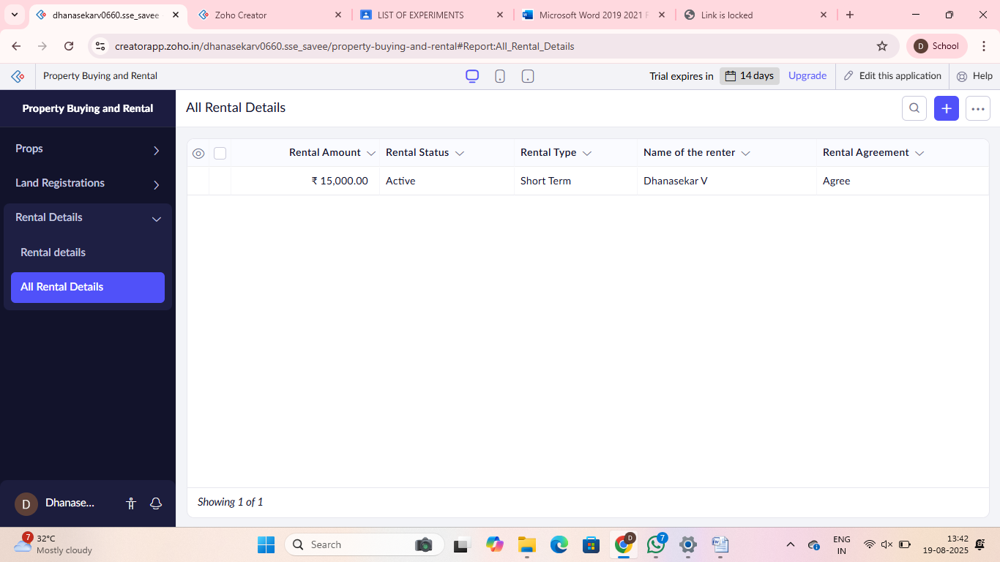 dhanasekarv0660.sse_savee
Zoho Creator
LIST OF EXPERIMENTS
Microsoft Word 2019 2021 F
Link is locked
creatorapp.zoho.in/dhanasekarv0660.sse_savee/property-buying-and-rental#Report:All_Rental_Details
D School
Property Buying and Rental
Trial expires in 14 days Upgrade Edit this application Help
Property Buying and Rental
Props
Land Registrations
Rental Details
Rental details
All Rental Details
D Dhanase...
All Rental Details
Rental Amount Rental Status Rental Type Name of the renter Rental Agreement
₹ 15,000.00 Active Short Term Dhanasekar V Agree
Showing 1 of 1
7 32°C
Mostly cloudy
Search
D
7
ENG
IN
13:42
19-08-2025